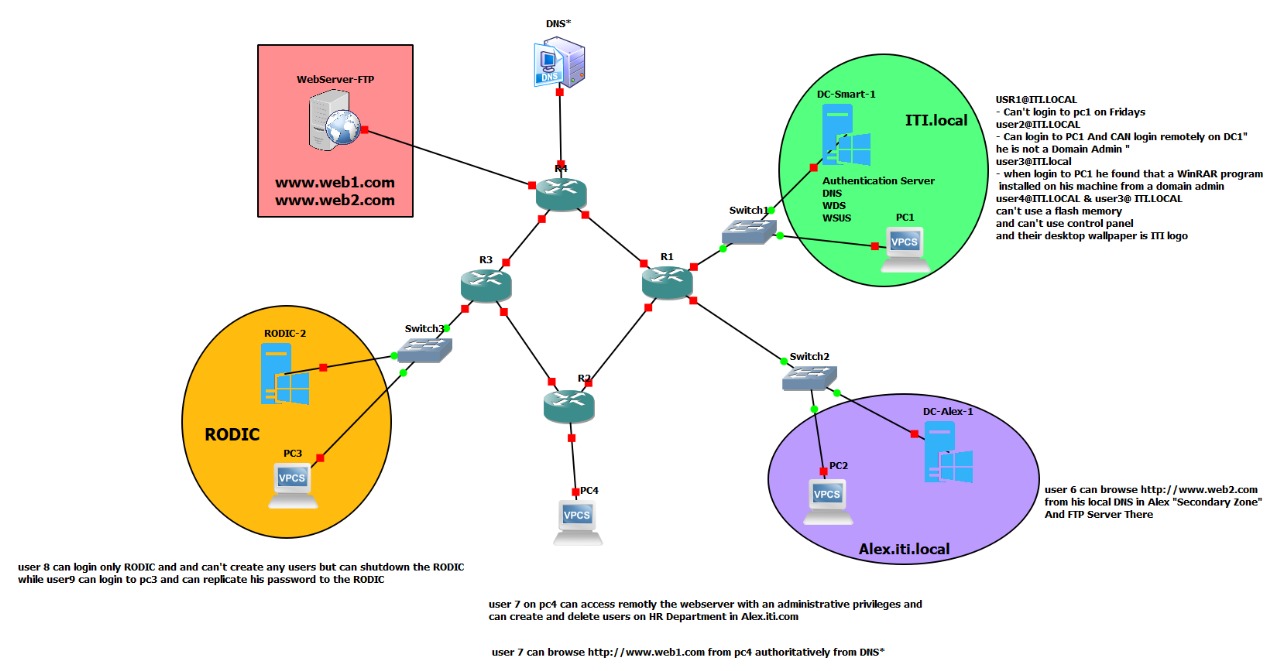 DNS*
DNS
WebServer-FTP
www.web1.com
www.web2.com
R4
DC-Smart-1
ITI.local
Authentication Server
DNS
WDS
WSUS
Switch1
PC1
VPCS
USR1@ITI.LOCAL
- Can't login to pc1 on Fridays
user2@ITI.LOCAL
- Can login to PC1 And CAN login remotely on DC1"
he is not a Domain Admin "
user3@ITI.local
- when login to PC1 he found that a WinRAR program
installed on his machine from a domain admin
user4@ITI.LOCAL & user3@ ITI.LOCAL
can't use a flash memory
and can't use control panel
and their desktop wallpaper is ITI logo
R3
R1
Switch3
RODIC-2
RODIC
PC3
VPCS
R2
PC4
VPCS
Switch2
DC-Alex-1
PC2
VPCS
Alex.iti.local
user 6 can browse http://www.web2.com
from his local DNS in Alex "Secondary Zone"
And FTP Server There
user 8 can login only RODIC and and can't create any users but can shutdown the RODIC
while user9 can login to pc3 and can replicate his password to the RODIC
user 7 on pc4 can access remotly the webserver with an administrative privileges and
can create and delete users on HR Department in Alex.iti.com
user 7 can browse http://www.web1.com from pc4 authoritatively from DNS*